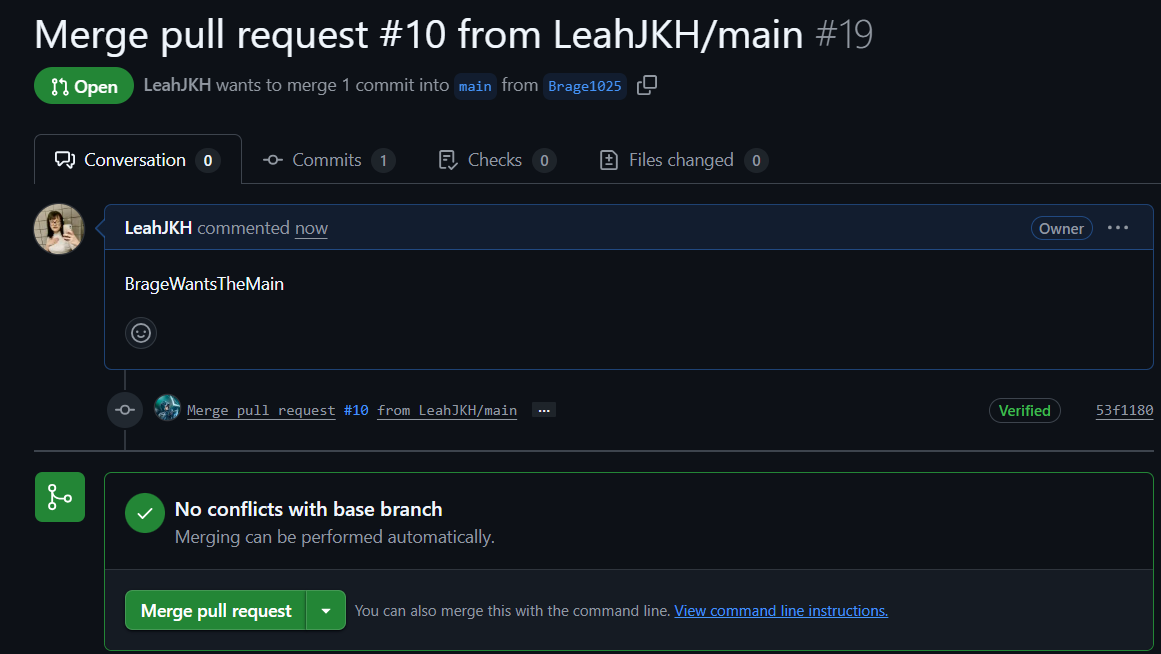 Merge pull request #10 from LeahJKH/main #19
Open LeahJKH wants to merge 1 commit into main from Brage1025
Conversation 0 Commits 1 Checks 0 Files changed 0
LeahJKH commented now Owner ...
BrageWantsTheMain
Merge pull request #10 from LeahJKH/main ... Verified 53f1180
No conflicts with base branch
Merging can be performed automatically.
Merge pull request You can also merge this with the command line. View command line instructions.